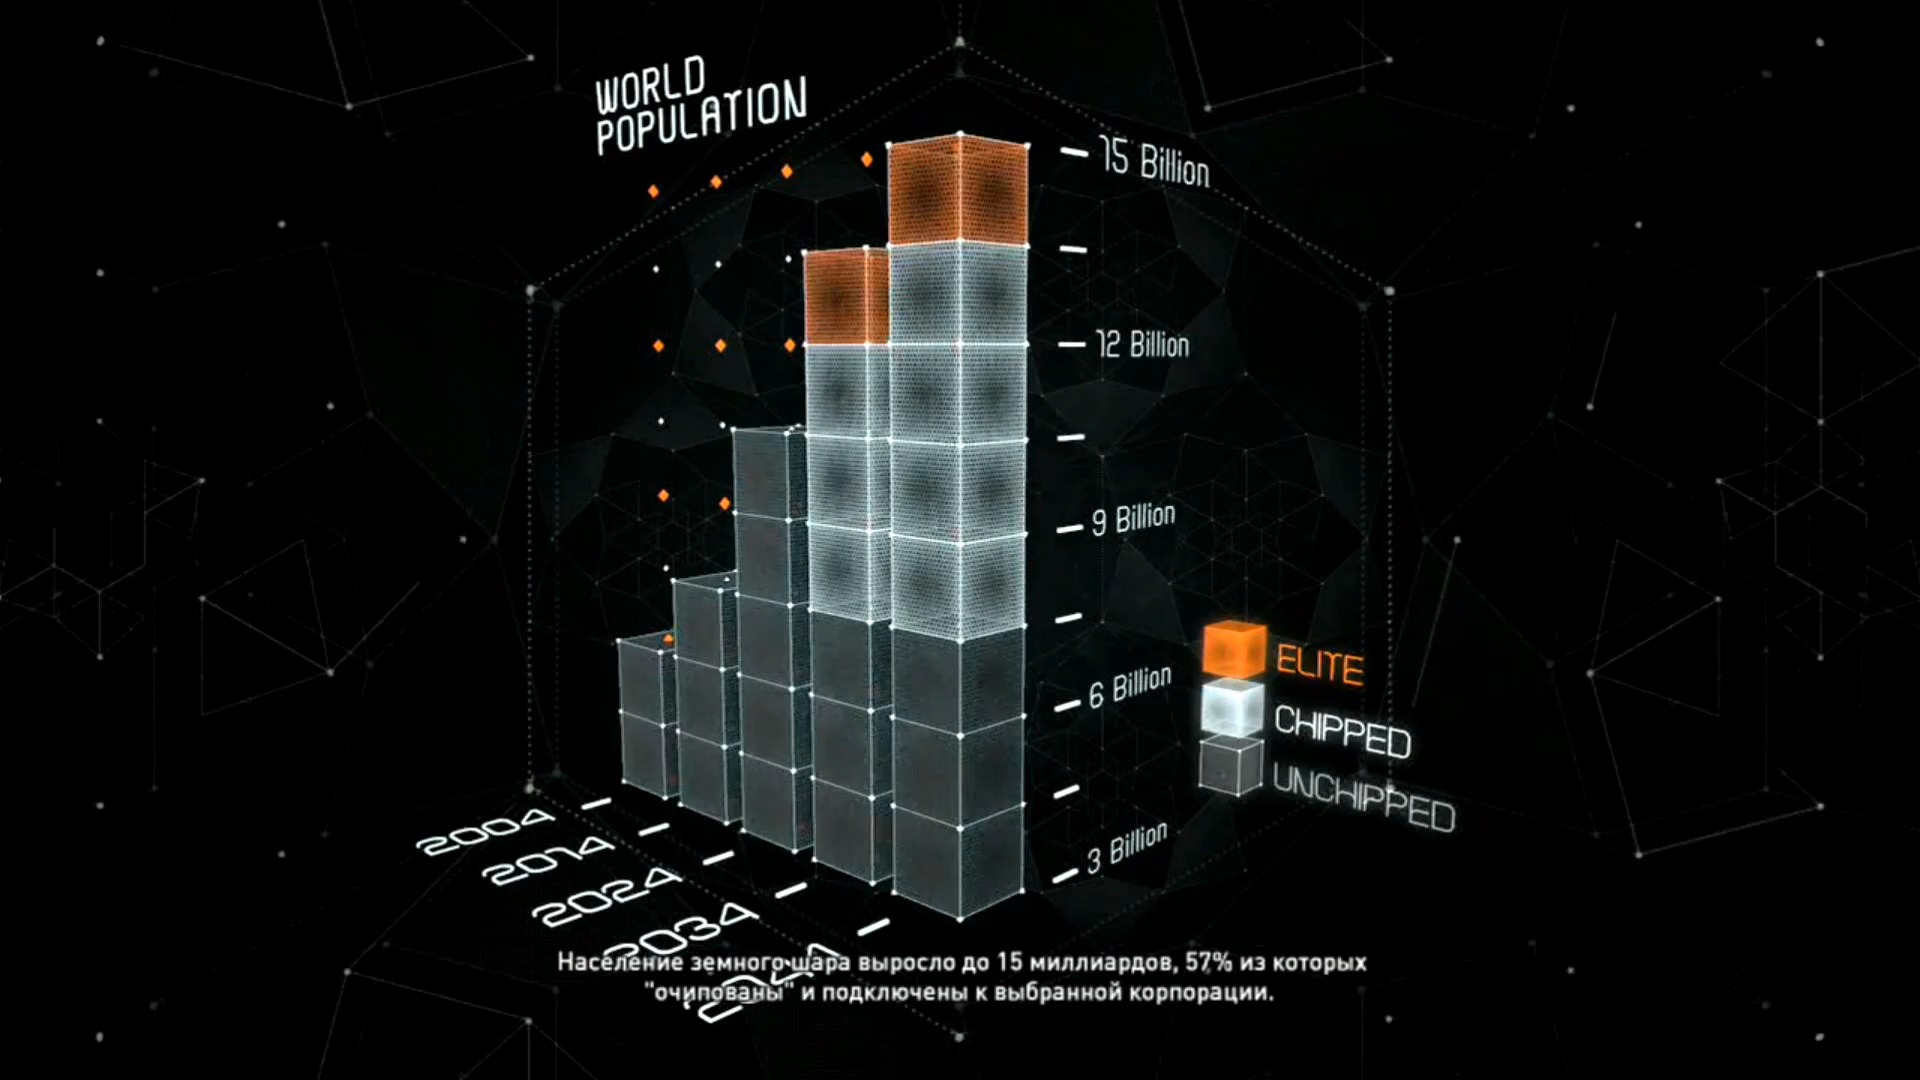 WORLD
POPULATION
15 Billion
12 Billion
9 Billion
6 Billion
3 Billion
ELITE
CHIPPED
UNCHIPPED
2004
2014
2024
2034
2044
Население земного шара выросло до 15 миллиардов, 57% из которых
"очипованы" и подключены к выбранной корпорации.